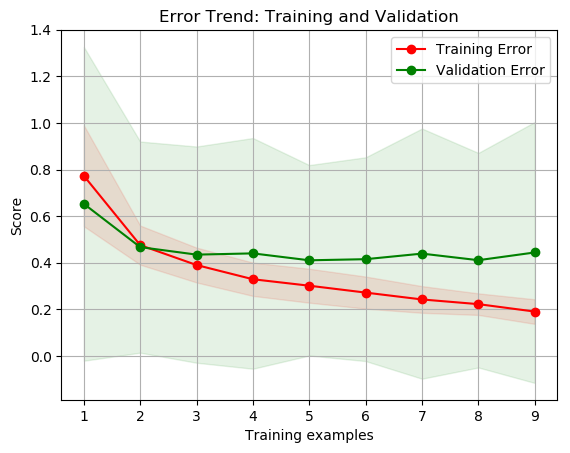 Error Trend: Training and Validation
Training Error
Validation Error
Score
1.4
1.2
1.0
0.8
0.6
0.4
0.2
0.0
1 2 3 4 5 6 7 8 9
Training examples